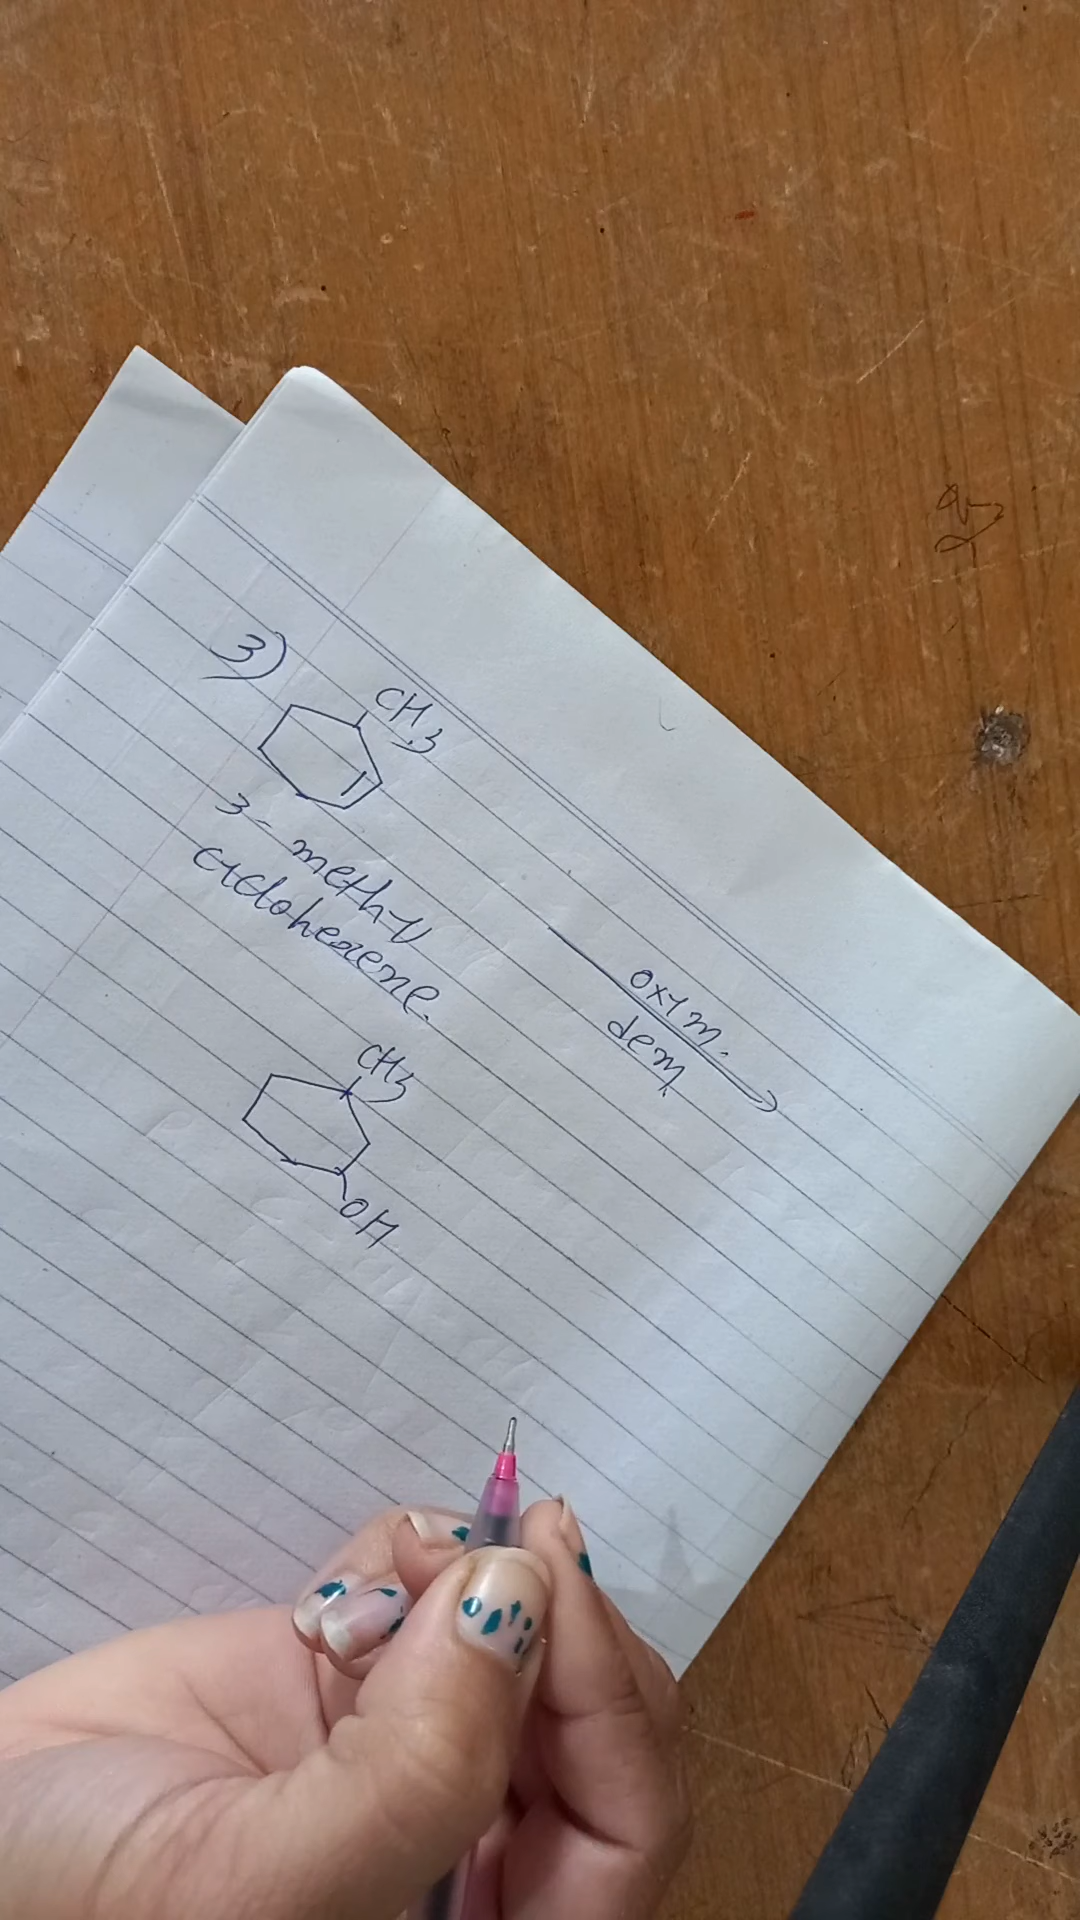 3)
CH3
3-methyl
cyclohexene.
oxym.
dem
CH3
OH